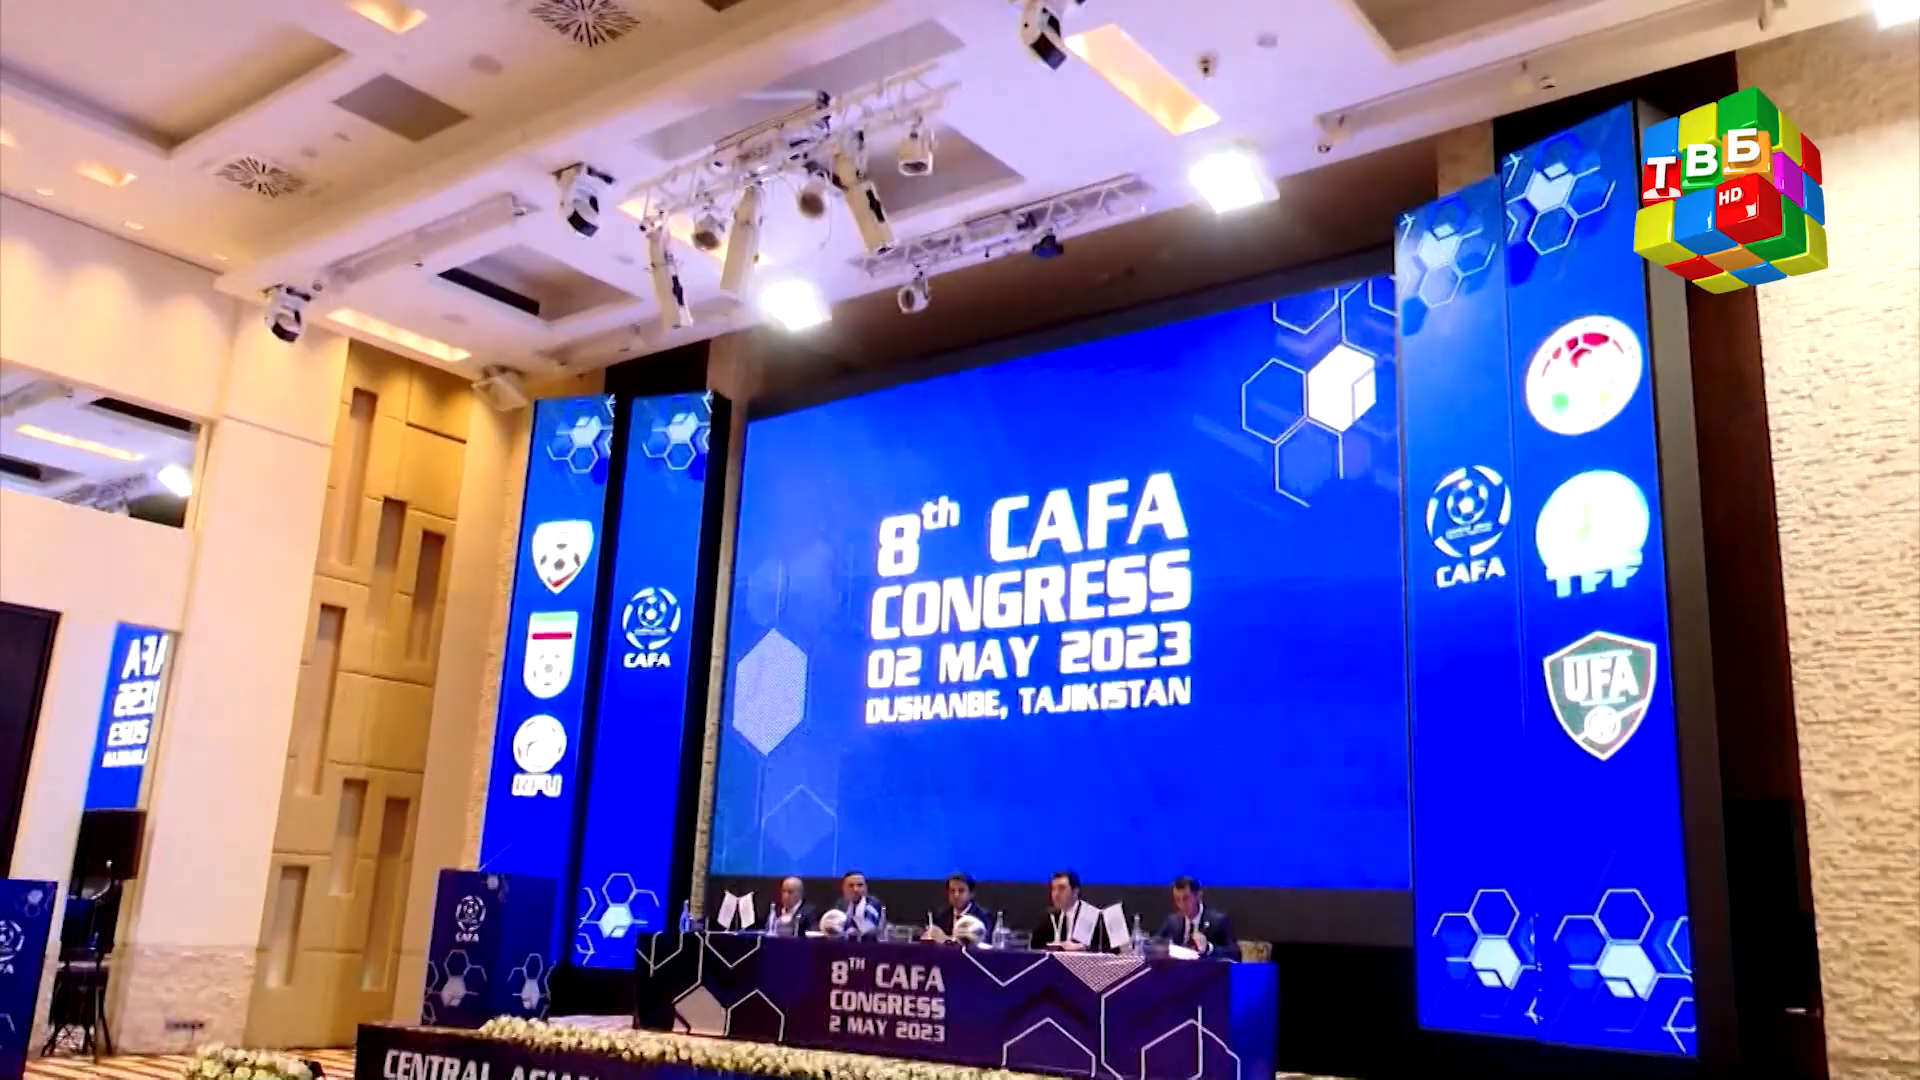 ТВБ
HD
8th CAFA
CONGRESS
02 MAY 2023
DUSHANBE, TAJIKISTAN
CAFA
CAFA
TFF
UFA
CAFA
8TH CAFA
CONGRESS
2 MAY 2023
CENTRAL ASIAN